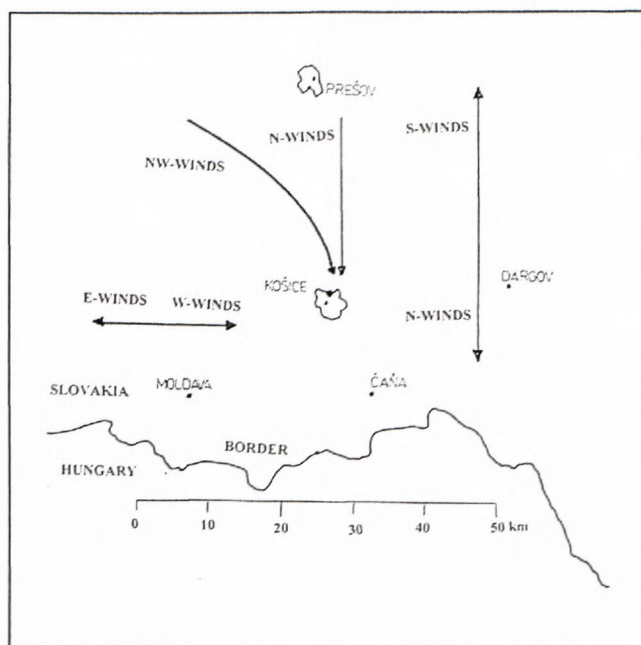 PREŠOV
N-WINDS
S-WINDS
NW-WINDS
KOŠICE
DARGOV
E-WINDS W-WINDS
N-WINDS
SLOVAKIA
MOLDAVA
ČAŇA
BORDER
HUNGARY
0 10 20 30 40 50 km